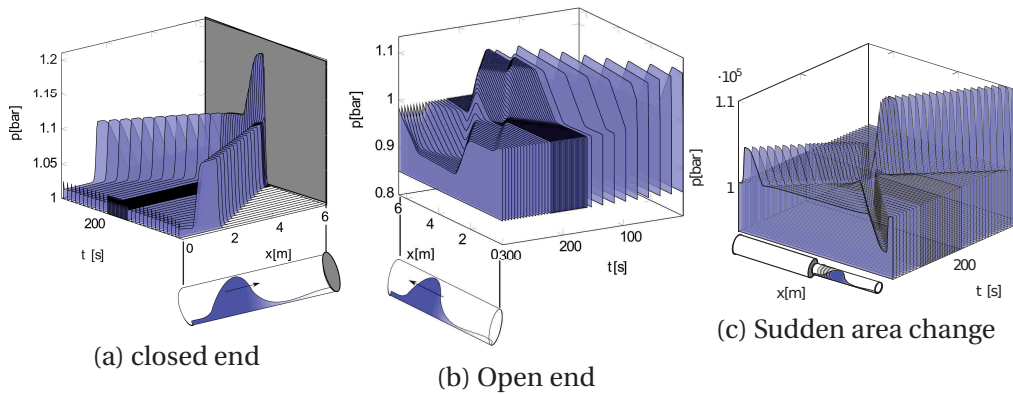 1.2
1.15
1.1
1.05
1
p[bar]
200
t [s]
0
2
4
6
x[m]
(a) closed end
1.1
1
0.9
0.8
p[bar]
6
4
2
0
300
200
100
x[m]
t[s]
(b) Open end
·10⁵
1.1
1
p[bar]
200
x[m]
t [s]
(c) Sudden area change